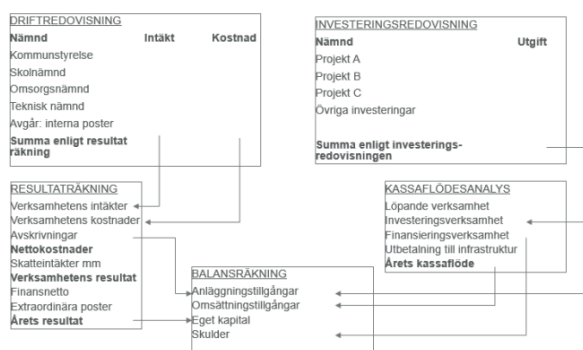 DRIFTREDOVISNING
Nämnd Intäkt Kostnad
Kommunstyrelse
Skolnämnd
Omsorgsnämnd
Teknisk nämnd
Avgår: interna poster
Summa enligt resultat
räkning
INVESTERINGSREDOVISNING
Nämnd Utgift
Projekt A
Projekt B
Projekt C
Övriga investeringar
Summa enligt investerings-
redovisningen
RESULTATRÄKNING
Verksamhetens intäkter
Verksamhetens kostnader
Avskrivningar
Nettokostnader
Skatteintäkter mm
Verksamhetens resultat
Finansnetto
Extraordinära poster
Årets resultat
KASSAFLÖDESANALYS
Löpande verksamhet
Investeringsverksamhet
Finansieringsverksamhet
Utbetalning till infrastruktur
Årets kassaflöde
BALANSRÄKNING
Anläggningstillgångar
Omsättningstillgångar
Eget kapital
Skulder